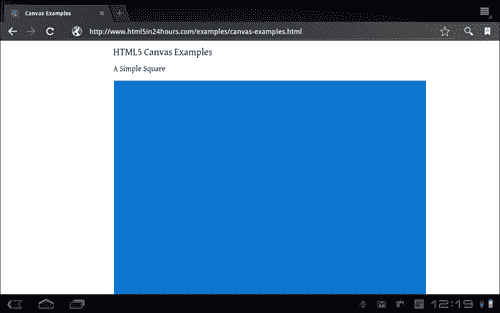 Canvas Examples
http://www.html5in24hours.com/examples/canvas-examples.html
HTML5 Canvas Examples
A Simple Square
12:19